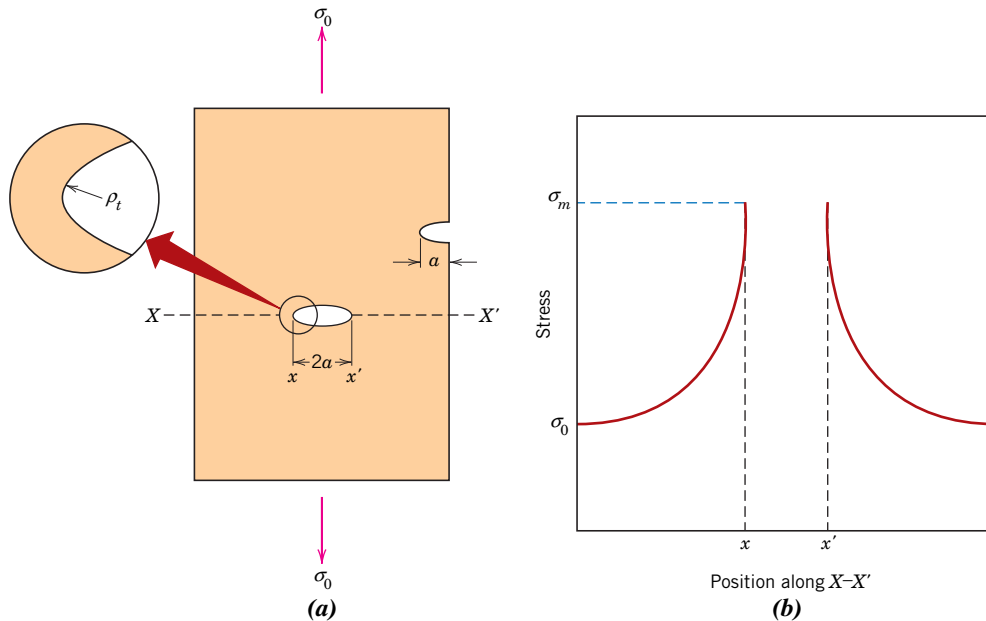 σ₀
ρₜ
a
X
X′
2a
x
x′
σ₀
(a)
σₘ
Stress
σ₀
x
x′
Position along X–X′
(b)